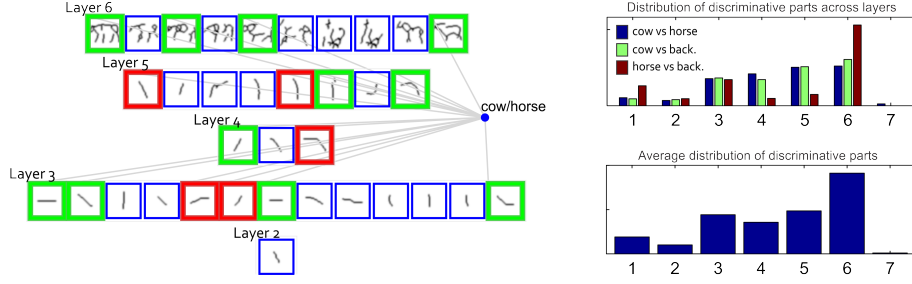 Layer 6
Layer 5
Layer 4
Layer 3
Layer 2
cow/horse
Distribution of discriminative parts across layers
cow vs horse
cow vs back.
horse vs back.
1 2 3 4 5 6 7
Average distribution of discriminative parts
1 2 3 4 5 6 7